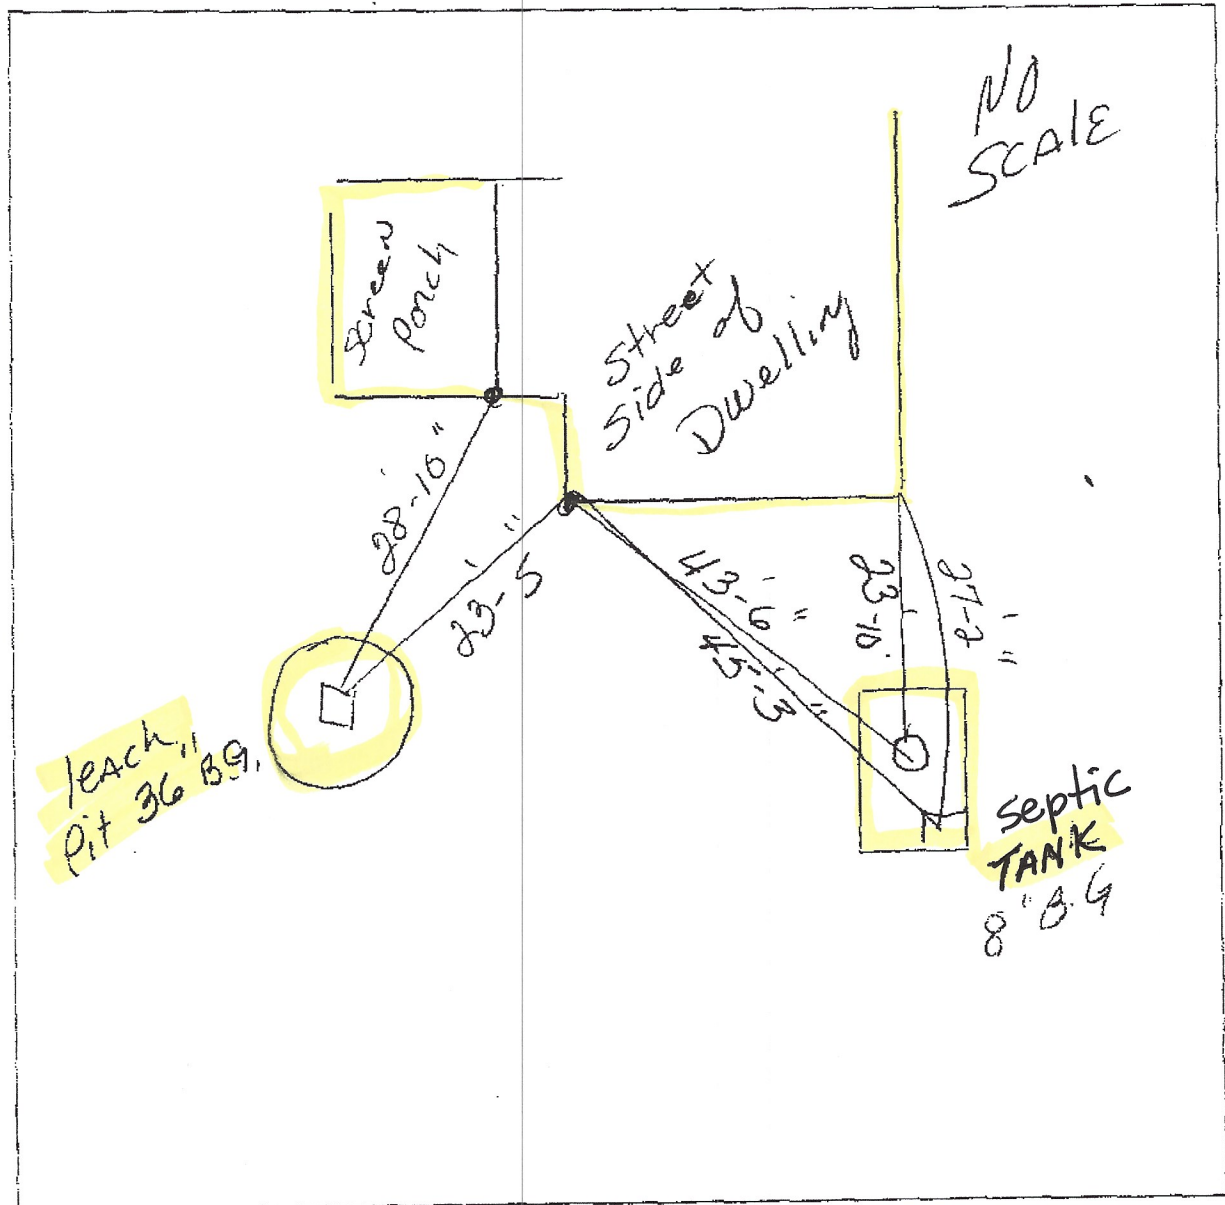 NO
SCALE
screen
porch
street
side of
Dwelling
28'-10"
23'-5"
43'-6"
45'-3"
23'-10"
27'-2"
leach
pit 36" B.G.
septic
TANK
8" B.G